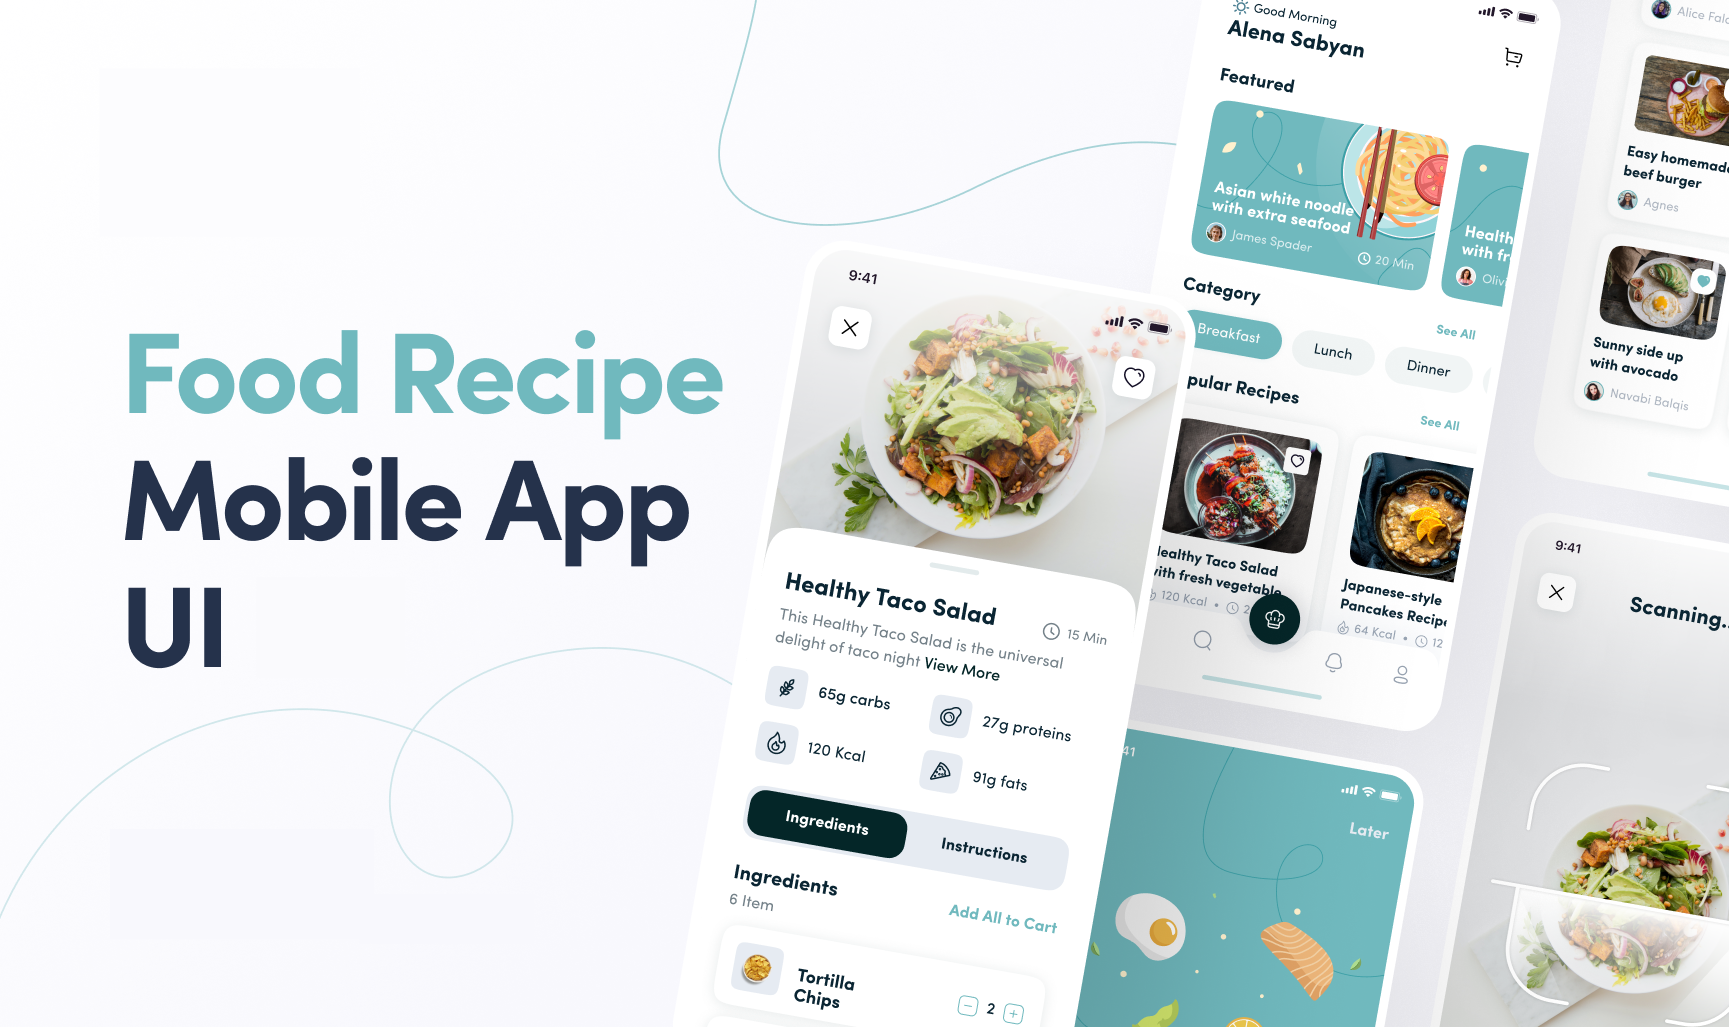 Food Recipe
Mobile App
UI
9:41
Healthy Taco Salad
15 Min
This Healthy Taco Salad is the universal
delight of taco night View More
65g carbs
27g proteins
120 Kcal
91g fats
Ingredients
Instructions
Ingredients
6 Item
Add All to Cart
Tortilla
Chips
2
Good Morning
Alena Sabyan
Featured
Asian white noodle
with extra seafood
James Spader
20 Min
with
Category
See All
Breakfast
Lunch
Dinner
Recipes
See All
Taco Salad
with fresh vegetable
120 Kcal
Japanese-style
Pancakes
64 Kcal
12
41
Later
Alice
Easy
beef burger
Agnes
Sunny side up
with avocado
Navabi Balqis
9:41
Scanning..